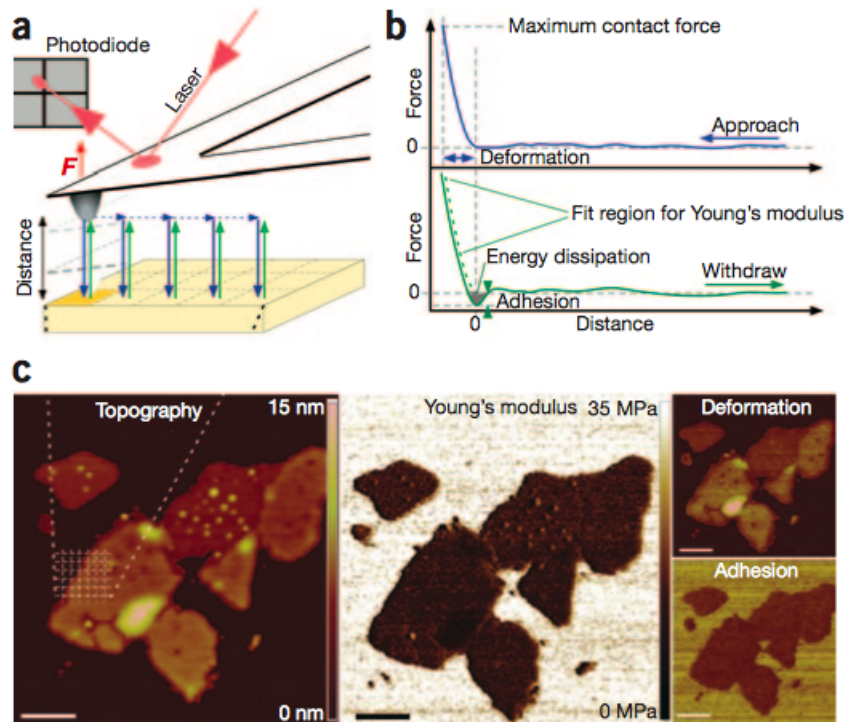 a
Photodiode
Laser
F
Distance
b
Maximum contact force
Force
0
Approach
Deformation
Fit region for Young's modulus
Force
Energy dissipation
Withdraw
0
Adhesion
0
Distance
c
Topography
15 nm
0 nm
Young's modulus
35 MPa
0 MPa
Deformation
Adhesion